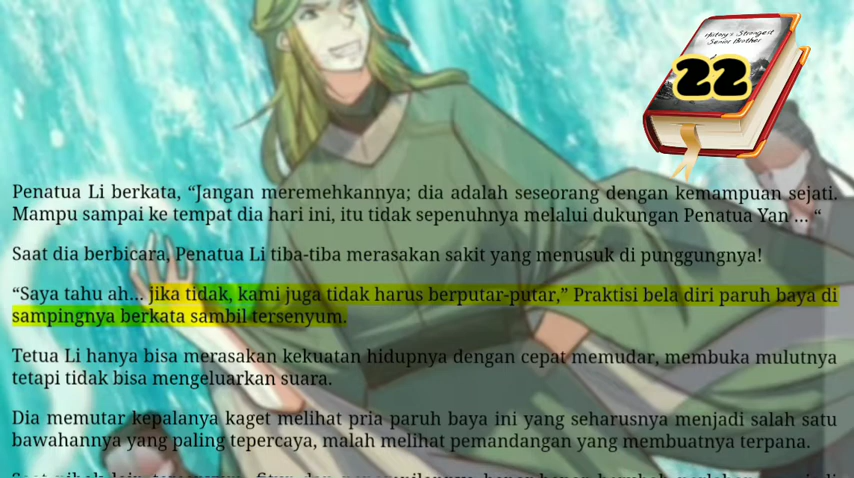 History's Strongest
Senior Brother
22
Penatua Li berkata, “Jangan meremehkannya; dia adalah seseorang dengan kemampuan sejati.
Mampu sampai ke tempat dia hari ini, itu tidak sepenuhnya melalui dukungan Penatua Yan ... “
Saat dia berbicara, Penatua Li tiba-tiba merasakan sakit yang menusuk di punggungnya!
“Saya tahu ah... jika tidak, kami juga tidak harus berputar-putar,” Praktisi bela diri paruh baya di
sampingnya berkata sambil tersenyum.
Tetua Li hanya bisa merasakan kekuatan hidupnya dengan cepat memudar, membuka mulutnya
tetapi tidak bisa mengeluarkan suara.
Dia memutar kepalanya kaget melihat pria paruh baya ini yang seharusnya menjadi salah satu
bawahannya yang paling tepercaya, malah melihat pemandangan yang membuatnya terpana.